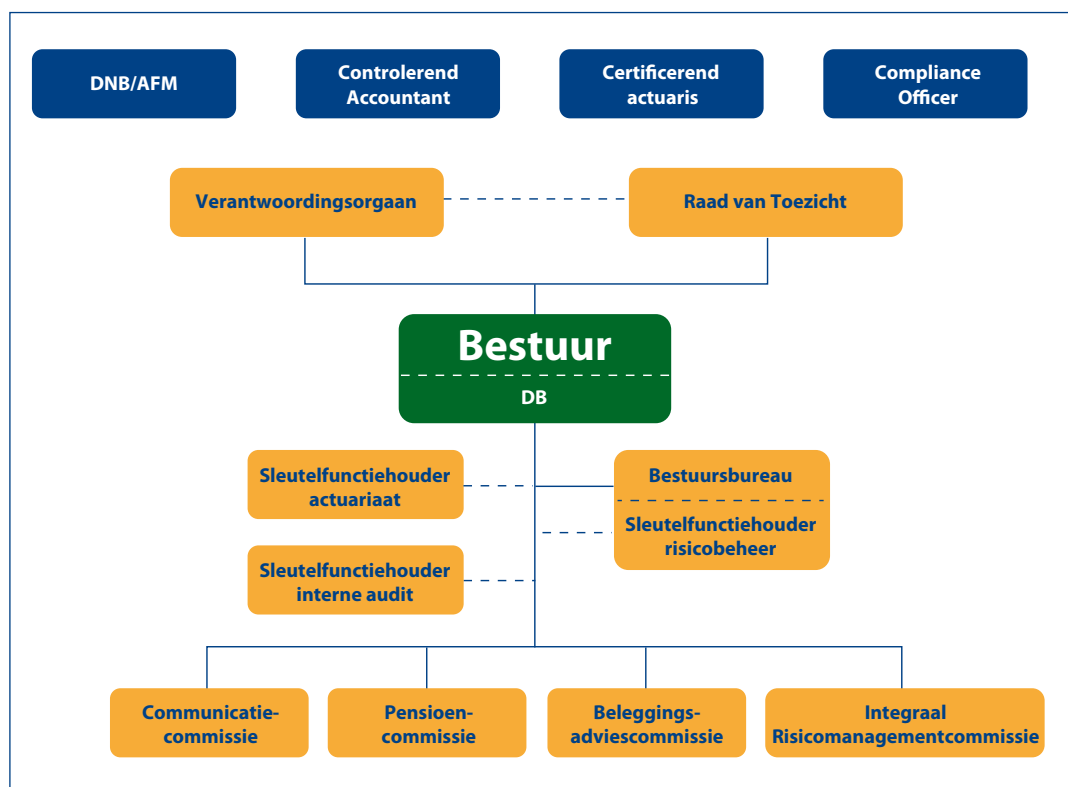 DNB/AFM
Controlerend
Accountant
Certificerend
actuaris
Compliance
Officer
Verantwoordingsorgaan
Raad van Toezicht
Bestuur
DB
Sleutelfunctiehouder
actuariaat
Bestuursbureau
Sleutelfunctiehouder
risicobeheer
Sleutelfunctiehouder
interne audit
Communicatie-
commissie
Pensioen-
commissie
Beleggings-
adviescommissie
Integraal
Risicomanagementcommissie